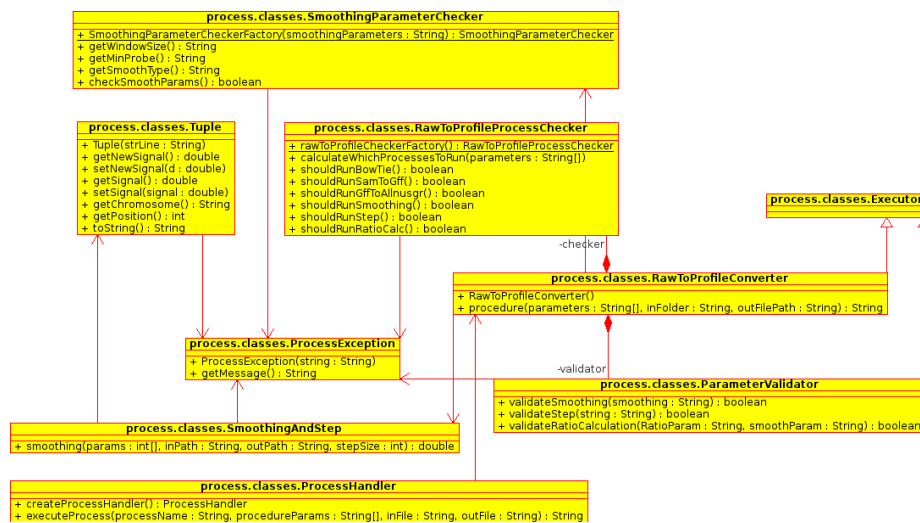 process.classes.SmoothingParameterChecker
+ SmoothingParameterCheckerFactory(smoothingParameters : String) : SmoothingParameterChecker
+ getWindowSize() : String
+ getMinProbe() : String
+ getSmoothType() : String
+ checkSmoothParams() : boolean
process.classes.Tuple
+ Tuple(strLine : String)
+ getNewSignal() : double
+ setNewSignal(d : double)
+ getSignal() : double
+ setSignal(signal : double)
+ getChromosome() : String
+ getPosition() : int
+ toString() : String
process.classes.RawToProfileProcessChecker
+ rawToProfileCheckerFactory() : RawToProfileProcessChecker
+ calculateWhichProcessesToRun(parameters : String[])
+ shouldRunBowTie() : boolean
+ shouldRunSamToGff() : boolean
+ shouldRunGffToAllnusgr() : boolean
+ shouldRunSmoothing() : boolean
+ shouldRunStep() : boolean
+ shouldRunRatioCalc() : boolean
process.classes.Executor
-checker
process.classes.RawToProfileConverter
+ RawToProfileConverter()
+ procedure(parameters : String[], inFolder : String, outFilePath : String) : String
process.classes.ProcessException
+ ProcessException(string : String)
+ getMessage() : String
-validator
process.classes.ParameterValidator
+ validateSmoothing(smoothing : String) : boolean
+ validateStep(string : String) : boolean
+ validateRatioCalculation(RatioParam : String, smoothParam : String) : boolean
process.classes.SmoothingAndStep
+ smoothing(params : int[], inPath : String, outPath : String, stepSize : int) : double
process.classes.ProcessHandler
+ createProcessHandler() : ProcessHandler
+ executeProcess(processName : String, procedureParams : String[], inFile : String, outFile : String) : String